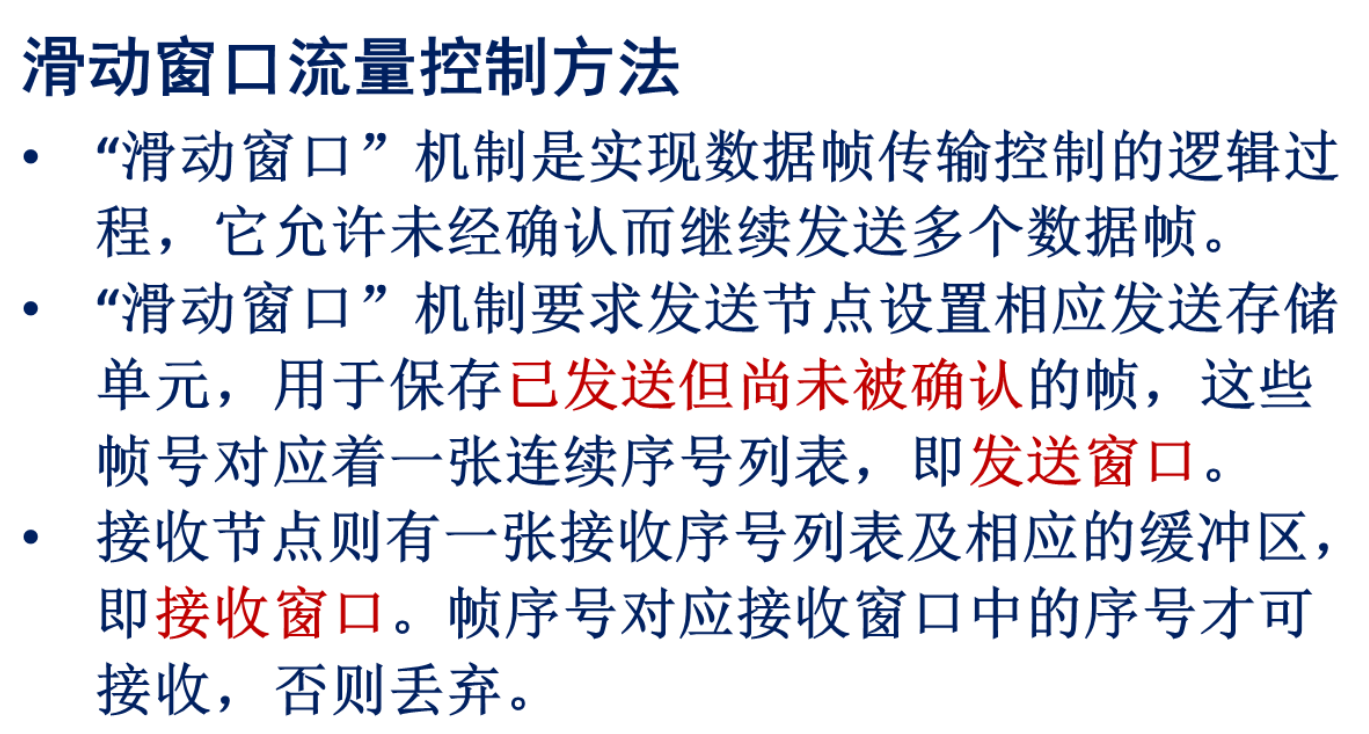 滑动窗口流量控制方法
• “滑动窗口”机制是实现数据帧传输控制的逻辑过
程，它允许未经确认而继续发送多个数据帧。
• “滑动窗口”机制要求发送节点设置相应发送存储
单元，用于保存已发送但尚未被确认的帧，这些
帧号对应着一张连续序号列表，即发送窗口。
• 接收节点则有一张接收序号列表及相应的缓冲区，
即接收窗口。帧序号对应接收窗口中的序号才可
接收，否则丢弃。